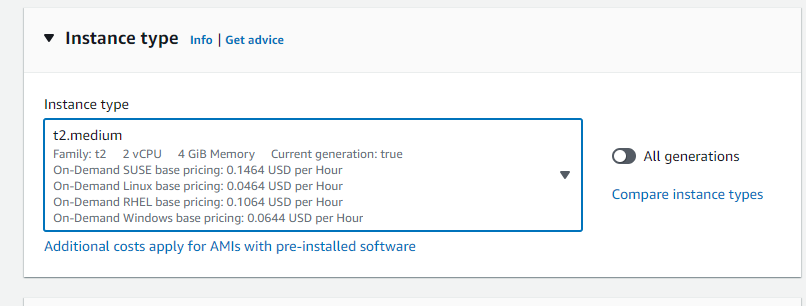 Instance type Info | Get advice
Instance type
t2.medium
Family: t2 2 vCPU 4 GiB Memory Current generation: true
On-Demand SUSE base pricing: 0.1464 USD per Hour
On-Demand Linux base pricing: 0.0464 USD per Hour
On-Demand RHEL base pricing: 0.1064 USD per Hour
On-Demand Windows base pricing: 0.0644 USD per Hour
All generations
Compare instance types
Additional costs apply for AMIs with pre-installed software